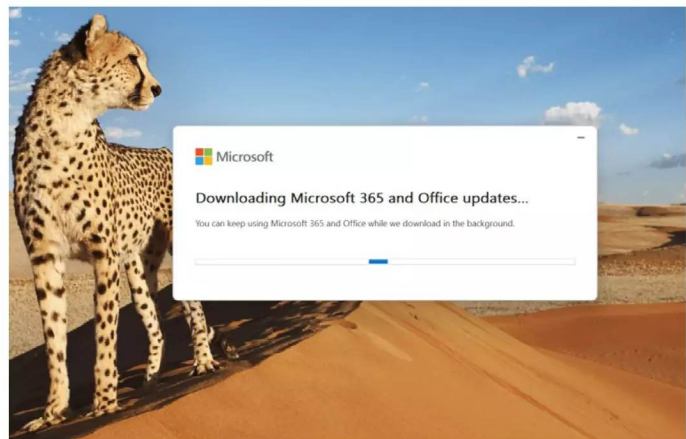 Microsoft
Downloading Microsoft 365 and Office updates...
You can keep using Microsoft 365 and Office while we download in the background.